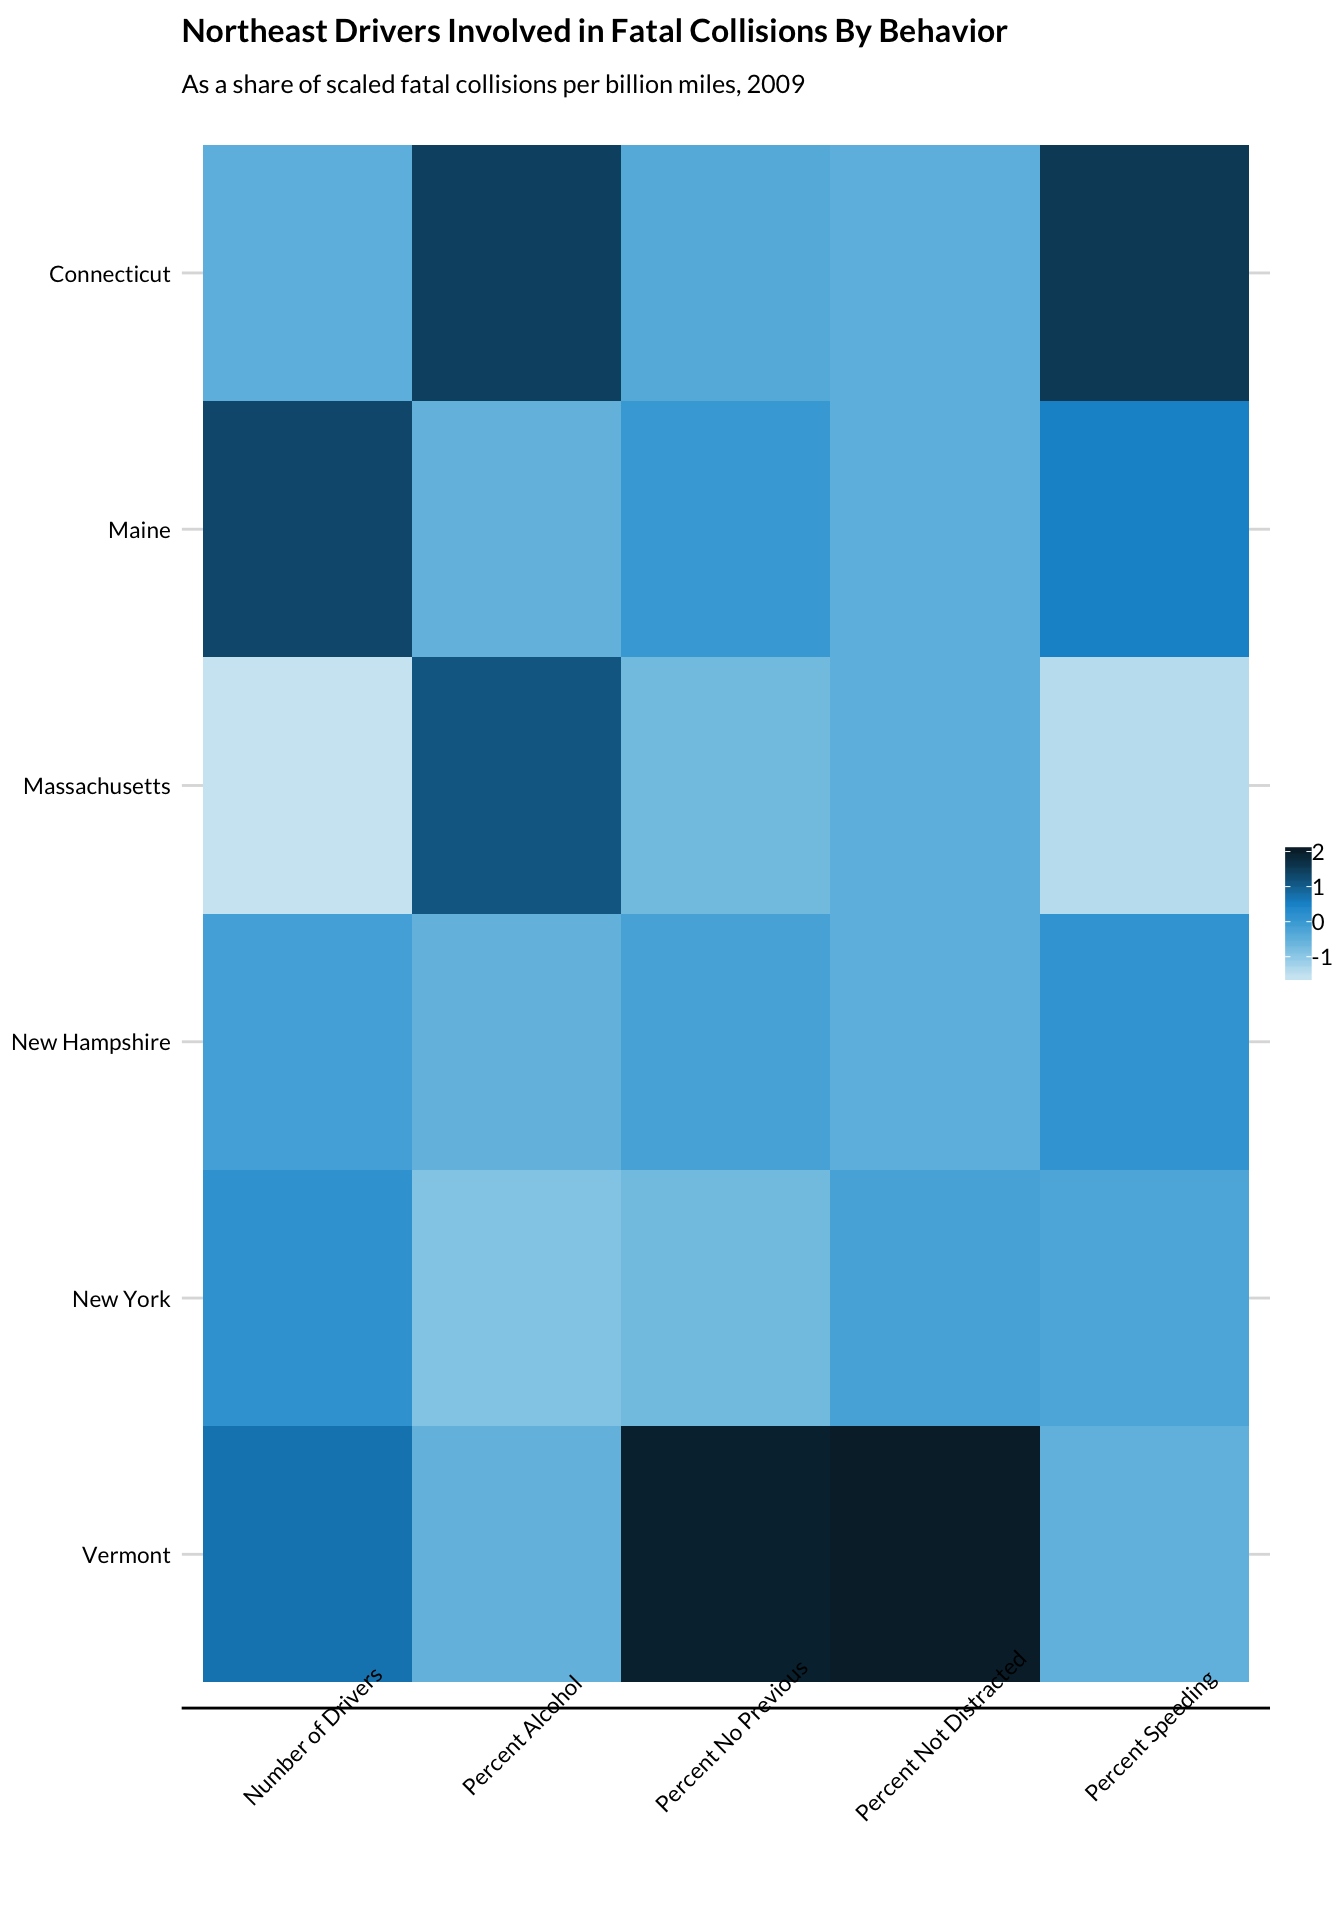 Northeast Drivers Involved in Fatal Collisions By Behavior
As a share of scaled fatal collisions per billion miles, 2009
Connecticut
Maine
Massachusetts
New Hampshire
New York
Vermont
2
1
0
-1
Number of Drivers
Percent Alcohol
Percent No Previous
Percent Not Distracted
Percent Speeding